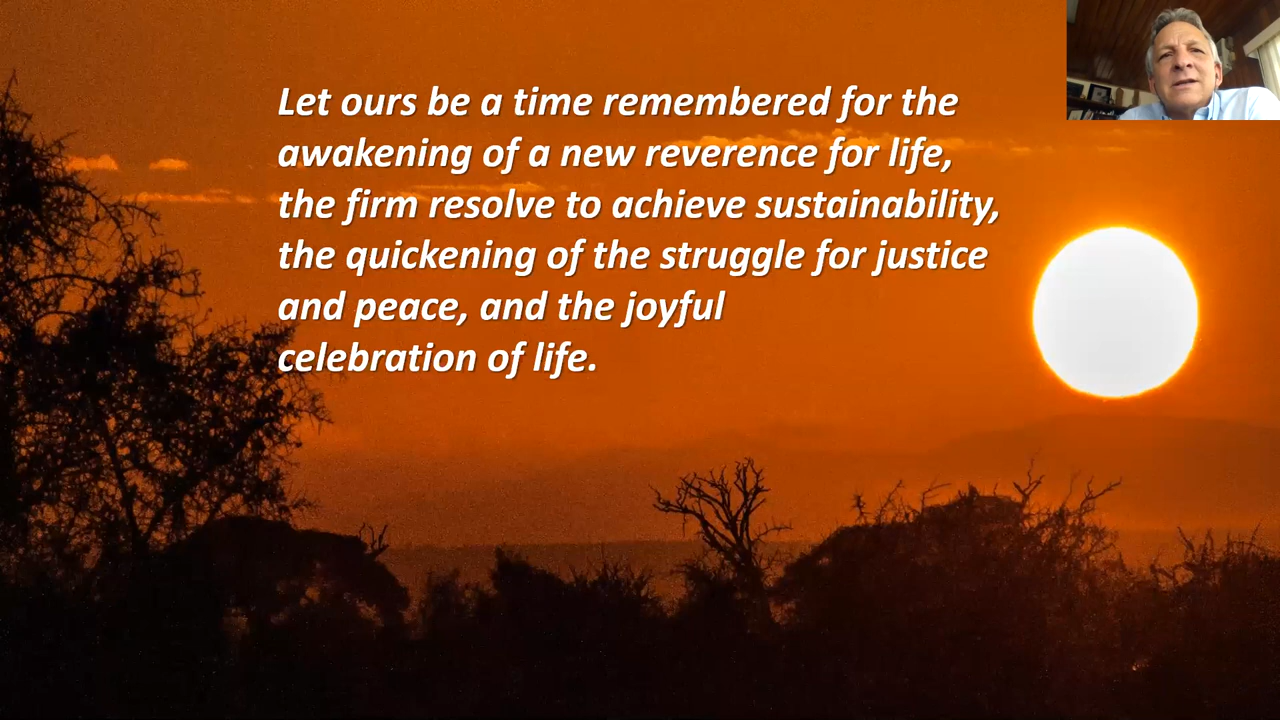 Let ours be a time remembered for the
awakening of a new reverence for life,
the firm resolve to achieve sustainability,
the quickening of the struggle for justice
and peace, and the joyful
celebration of life.